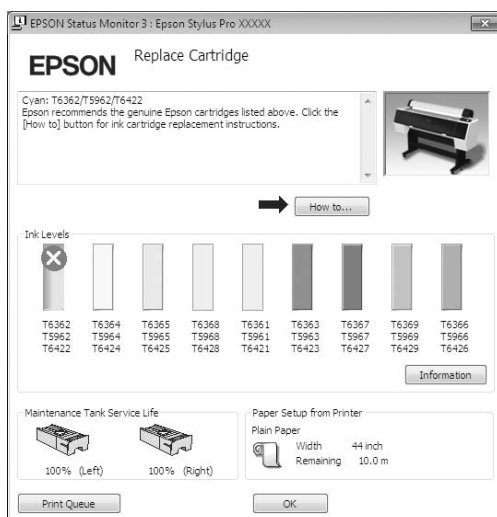 EPSON Status Monitor 3 : Epson Stylus Pro XXXXX
EPSON
Replace Cartridge
Cyan: T6362/T5962/T6422
Epson recommends the genuine Epson cartridges listed above. Click the
[How to] button for ink cartridge replacement instructions.
How to...
Ink Levels
T6362 T6364 T6365 T6368 T6361 T6363 T6367 T6369 T6366
T5962 T5964 T5965 T5968 T5961 T5963 T5967 T5969 T5966
T6422 T6424 T6425 T6428 T6421 T6423 T6427 T6429 T6426
Information
Maintenance Tank Service Life
100% (Left) 100% (Right)
Paper Setup from Printer
Plain Paper
Width 44 inch
Remaining 10.0 m
Print Queue
OK